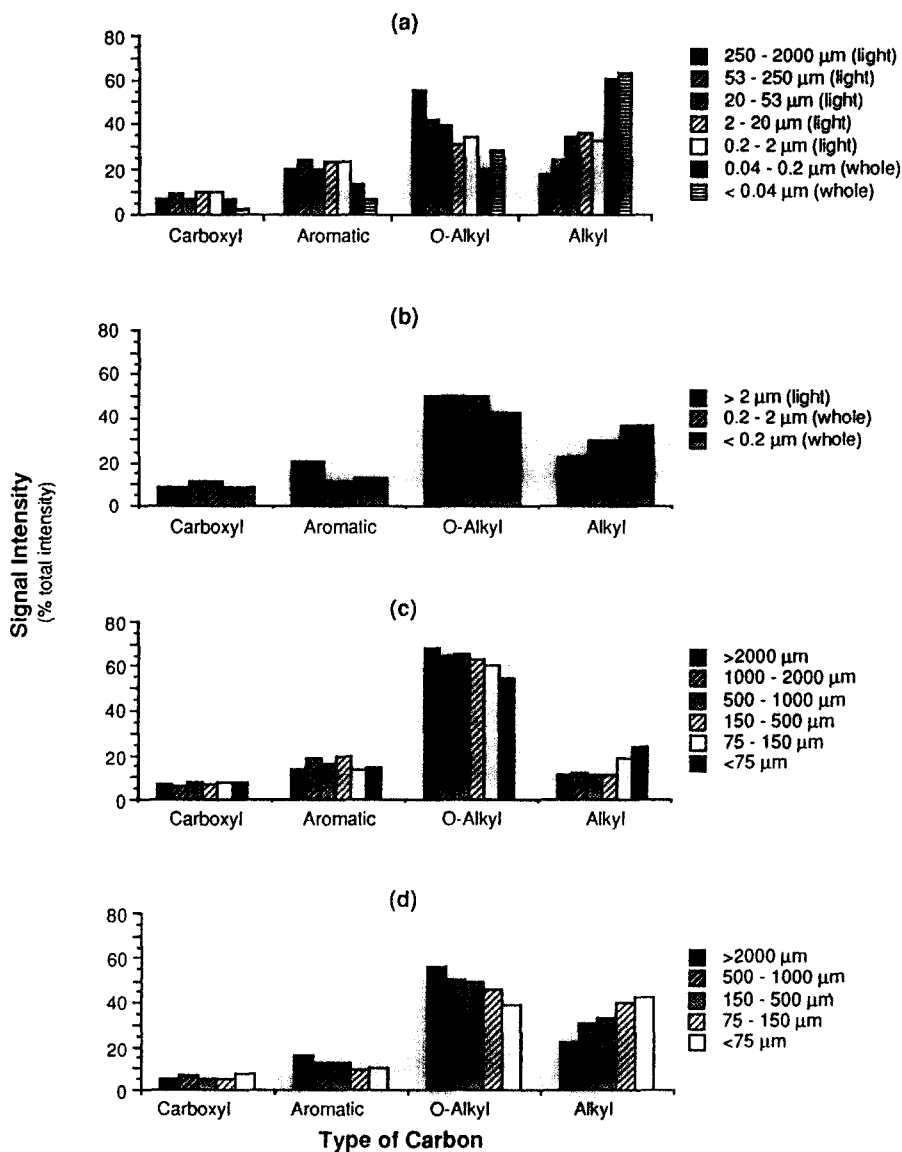 (a)
80
60
40
20
0
Carboxyl
Aromatic
O-Alkyl
Alkyl
250 - 2000 µm (light)
53 - 250 µm (light)
20 - 53 µm (light)
2 - 20 µm (light)
0.2 - 2 µm (light)
0.04 - 0.2 µm (whole)
< 0.04 µm (whole)
(b)
80
60
40
20
0
Carboxyl
Aromatic
O-Alkyl
Alkyl
> 2 µm (light)
0.2 - 2 µm (whole)
< 0.2 µm (whole)
Signal Intensity
(% total intensity)
(c)
80
60
40
20
0
Carboxyl
Aromatic
O-Alkyl
Alkyl
>2000 µm
1000 - 2000 µm
500 - 1000 µm
150 - 500 µm
75 - 150 µm
<75 µm
(d)
80
60
40
20
0
Carboxyl
Aromatic
O-Alkyl
Alkyl
>2000 µm
500 - 1000 µm
150 - 500 µm
75 - 150 µm
<75 µm
Type of Carbon